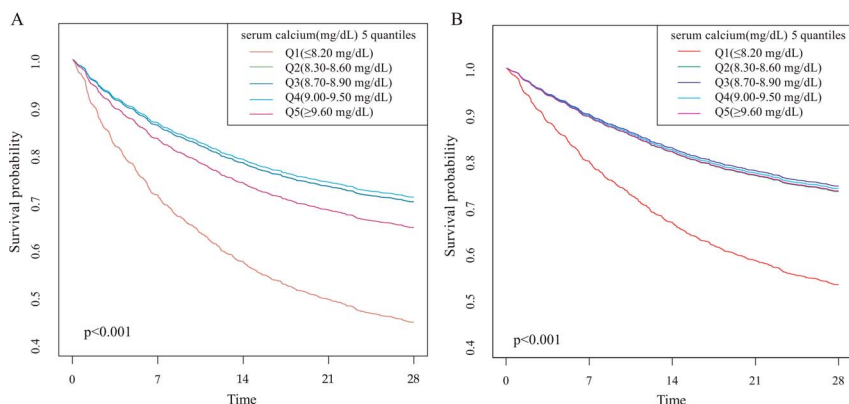 A
serum calcium(mg/dL) 5 quantiles
Q1(≤8.20 mg/dL)
Q2(8.30-8.60 mg/dL)
Q3(8.70-8.90 mg/dL)
Q4(9.00-9.50 mg/dL)
Q5(≥9.60 mg/dL)
Survival probability
1.0
0.9
0.8
0.7
0.6
0.5
0.4
p<0.001
0 7 14 21 28
Time
B
serum calcium(mg/dL) 5 quantiles
Q1(≤8.20 mg/dL)
Q2(8.30-8.60 mg/dL)
Q3(8.70-8.90 mg/dL)
Q4(9.00-9.50 mg/dL)
Q5(≥9.60 mg/dL)
Survival probability
1.0
0.9
0.8
0.7
0.6
0.5
0.4
p<0.001
0 7 14 21 28
Time